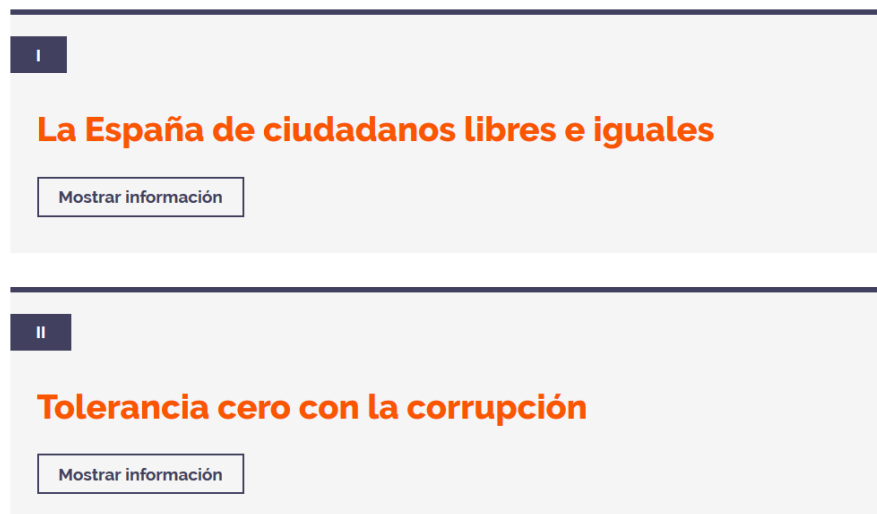 I
La España de ciudadanos libres e iguales
Mostrar información
II
Tolerancia cero con la corrupción
Mostrar información